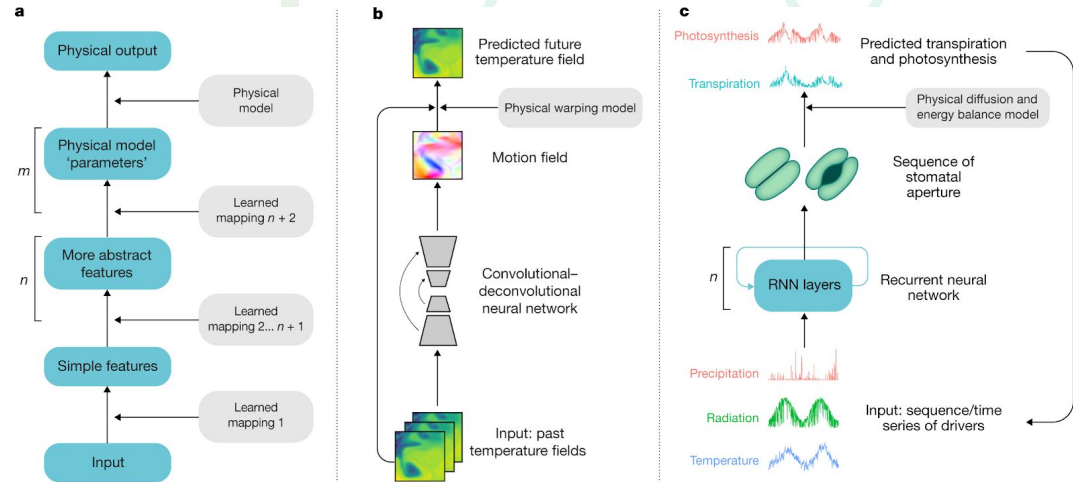 a
Physical output
Physical
model
Physical model
‘parameters’
m
Learned
mapping n + 2
More abstract
features
n
Learned
mapping 2... n + 1
Simple features
Learned
mapping 1
Input
b
Predicted future
temperature field
Physical warping model
Motion field
Convolutional–
deconvolutional
neural network
Input: past
temperature fields
c
Photosynthesis
Predicted transpiration
and photosynthesis
Transpiration
Physical diffusion and
energy balance model
Sequence of
stomatal
aperture
n
RNN layers
Recurrent neural
network
Precipitation
Radiation
Input: sequence/time
series of drivers
Temperature